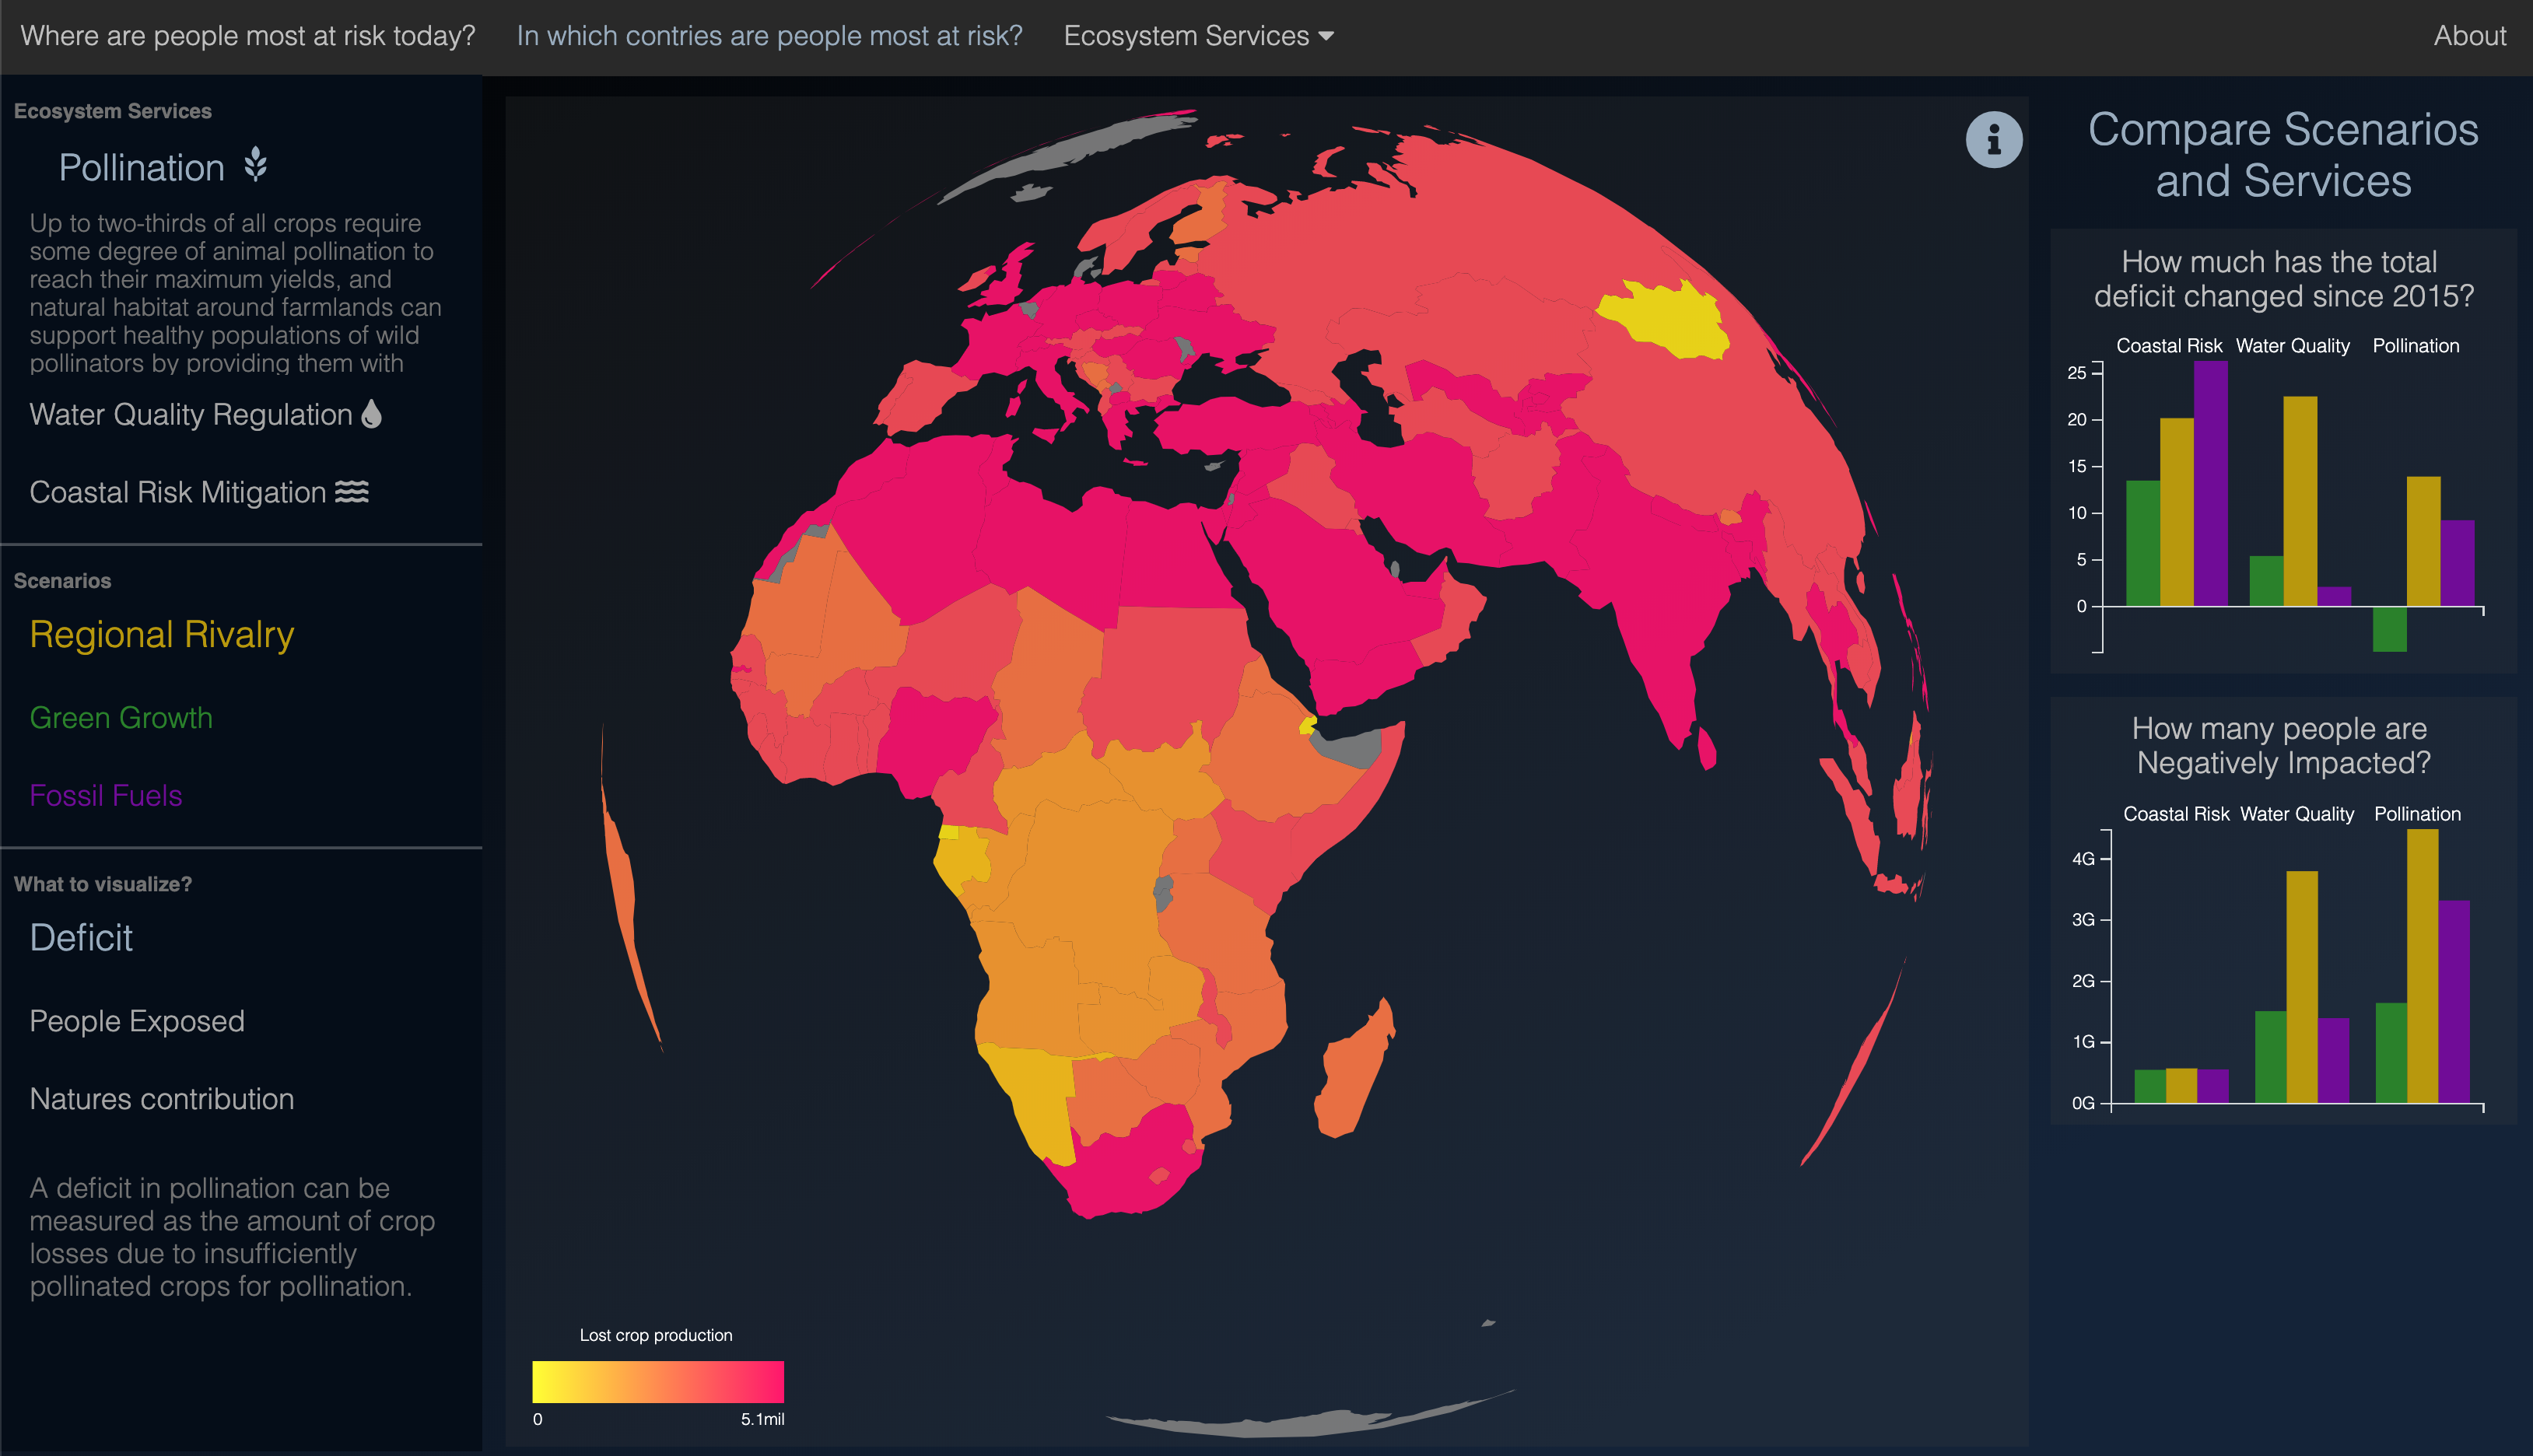 Where are people most at risk today?
In which contries are people most at risk?
Ecosystem Services
About
Ecosystem Services
Pollination
Up to two-thirds of all crops require
some degree of animal pollination to
reach their maximum yields, and
natural habitat around farmlands can
support healthy populations of wild
pollinators by providing them with
Water Quality Regulation
Coastal Risk Mitigation
Scenarios
Regional Rivalry
Green Growth
Fossil Fuels
What to visualize?
Deficit
People Exposed
Natures contribution
A deficit in pollination can be
measured as the amount of crop
losses due to insufficiently
pollinated crops for pollination.
i
Lost crop production
0
5.1mil
Compare Scenarios
and Services
How much has the total
deficit changed since 2015?
Coastal Risk
Water Quality
Pollination
25
20
15
10
5
0
How many people are
Negatively Impacted?
Coastal Risk
Water Quality
Pollination
4G
3G
2G
1G
0G